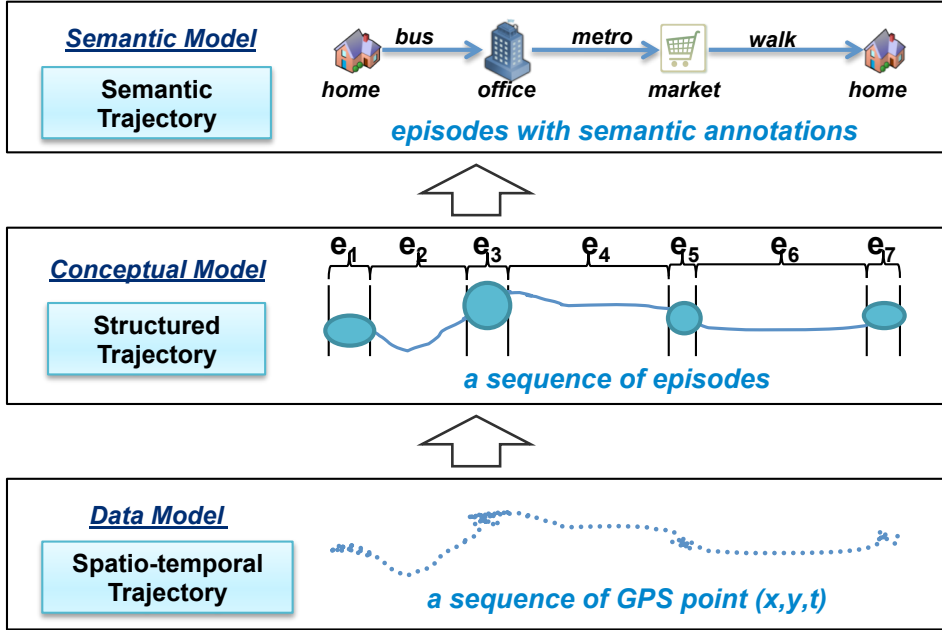 Semantic Model
Semantic
Trajectory
bus metro walk
home office market home
episodes with semantic annotations
e1 e2 e3 e4 e5 e6 e7
Conceptual Model
Structured
Trajectory
a sequence of episodes
Data Model
Spatio-temporal
Trajectory
a sequence of GPS point (x,y,t)